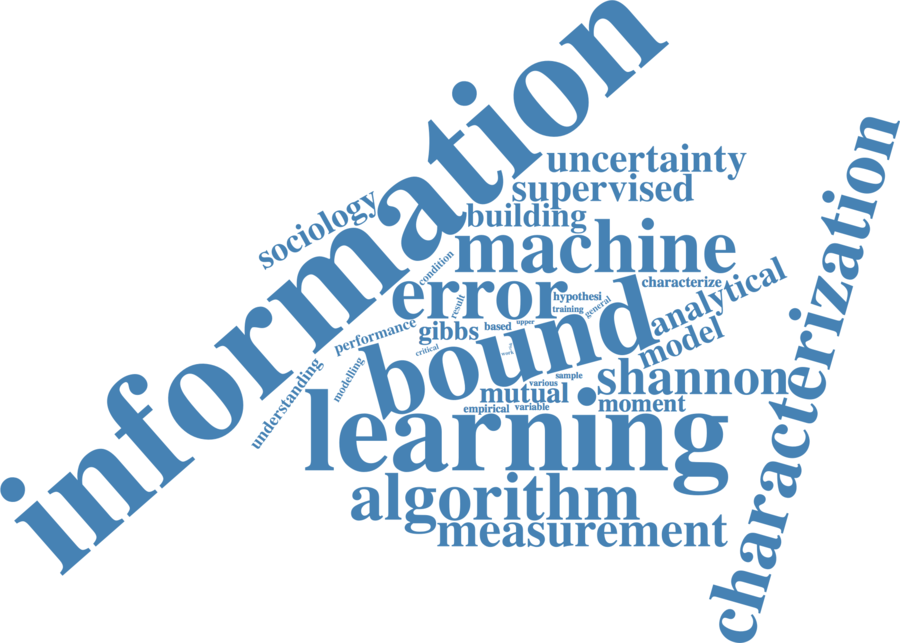 information
uncertainty
supervised
sociology
building
machine
condition
characterization
error
characterize
hypothesi
result
general
training
analytical
performance
gibbs
based
upper
bound
critical
model
work
modelling
sample
shannon
understanding
various
mutual
moment
empirical
variable
learning
algorithm
measurement